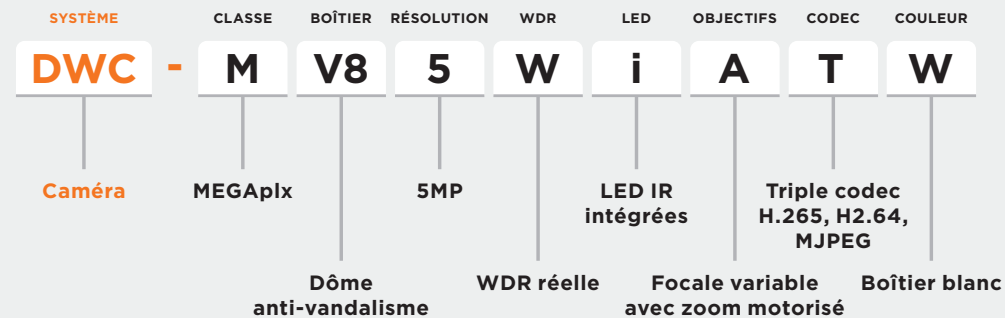 SYSTÈME CLASSE BOÎTIER RÉSOLUTION WDR LED OBJECTIFS CODEC COULEUR
DWC - M V8 5 W i A T W
Caméra MEGAplx 5MP LED IR intégrées Triple codec H.265, H2.64, MJPEG
Dôme anti-vandalisme WDR réelle Focale variable avec zoom motorisé Boîtier blanc